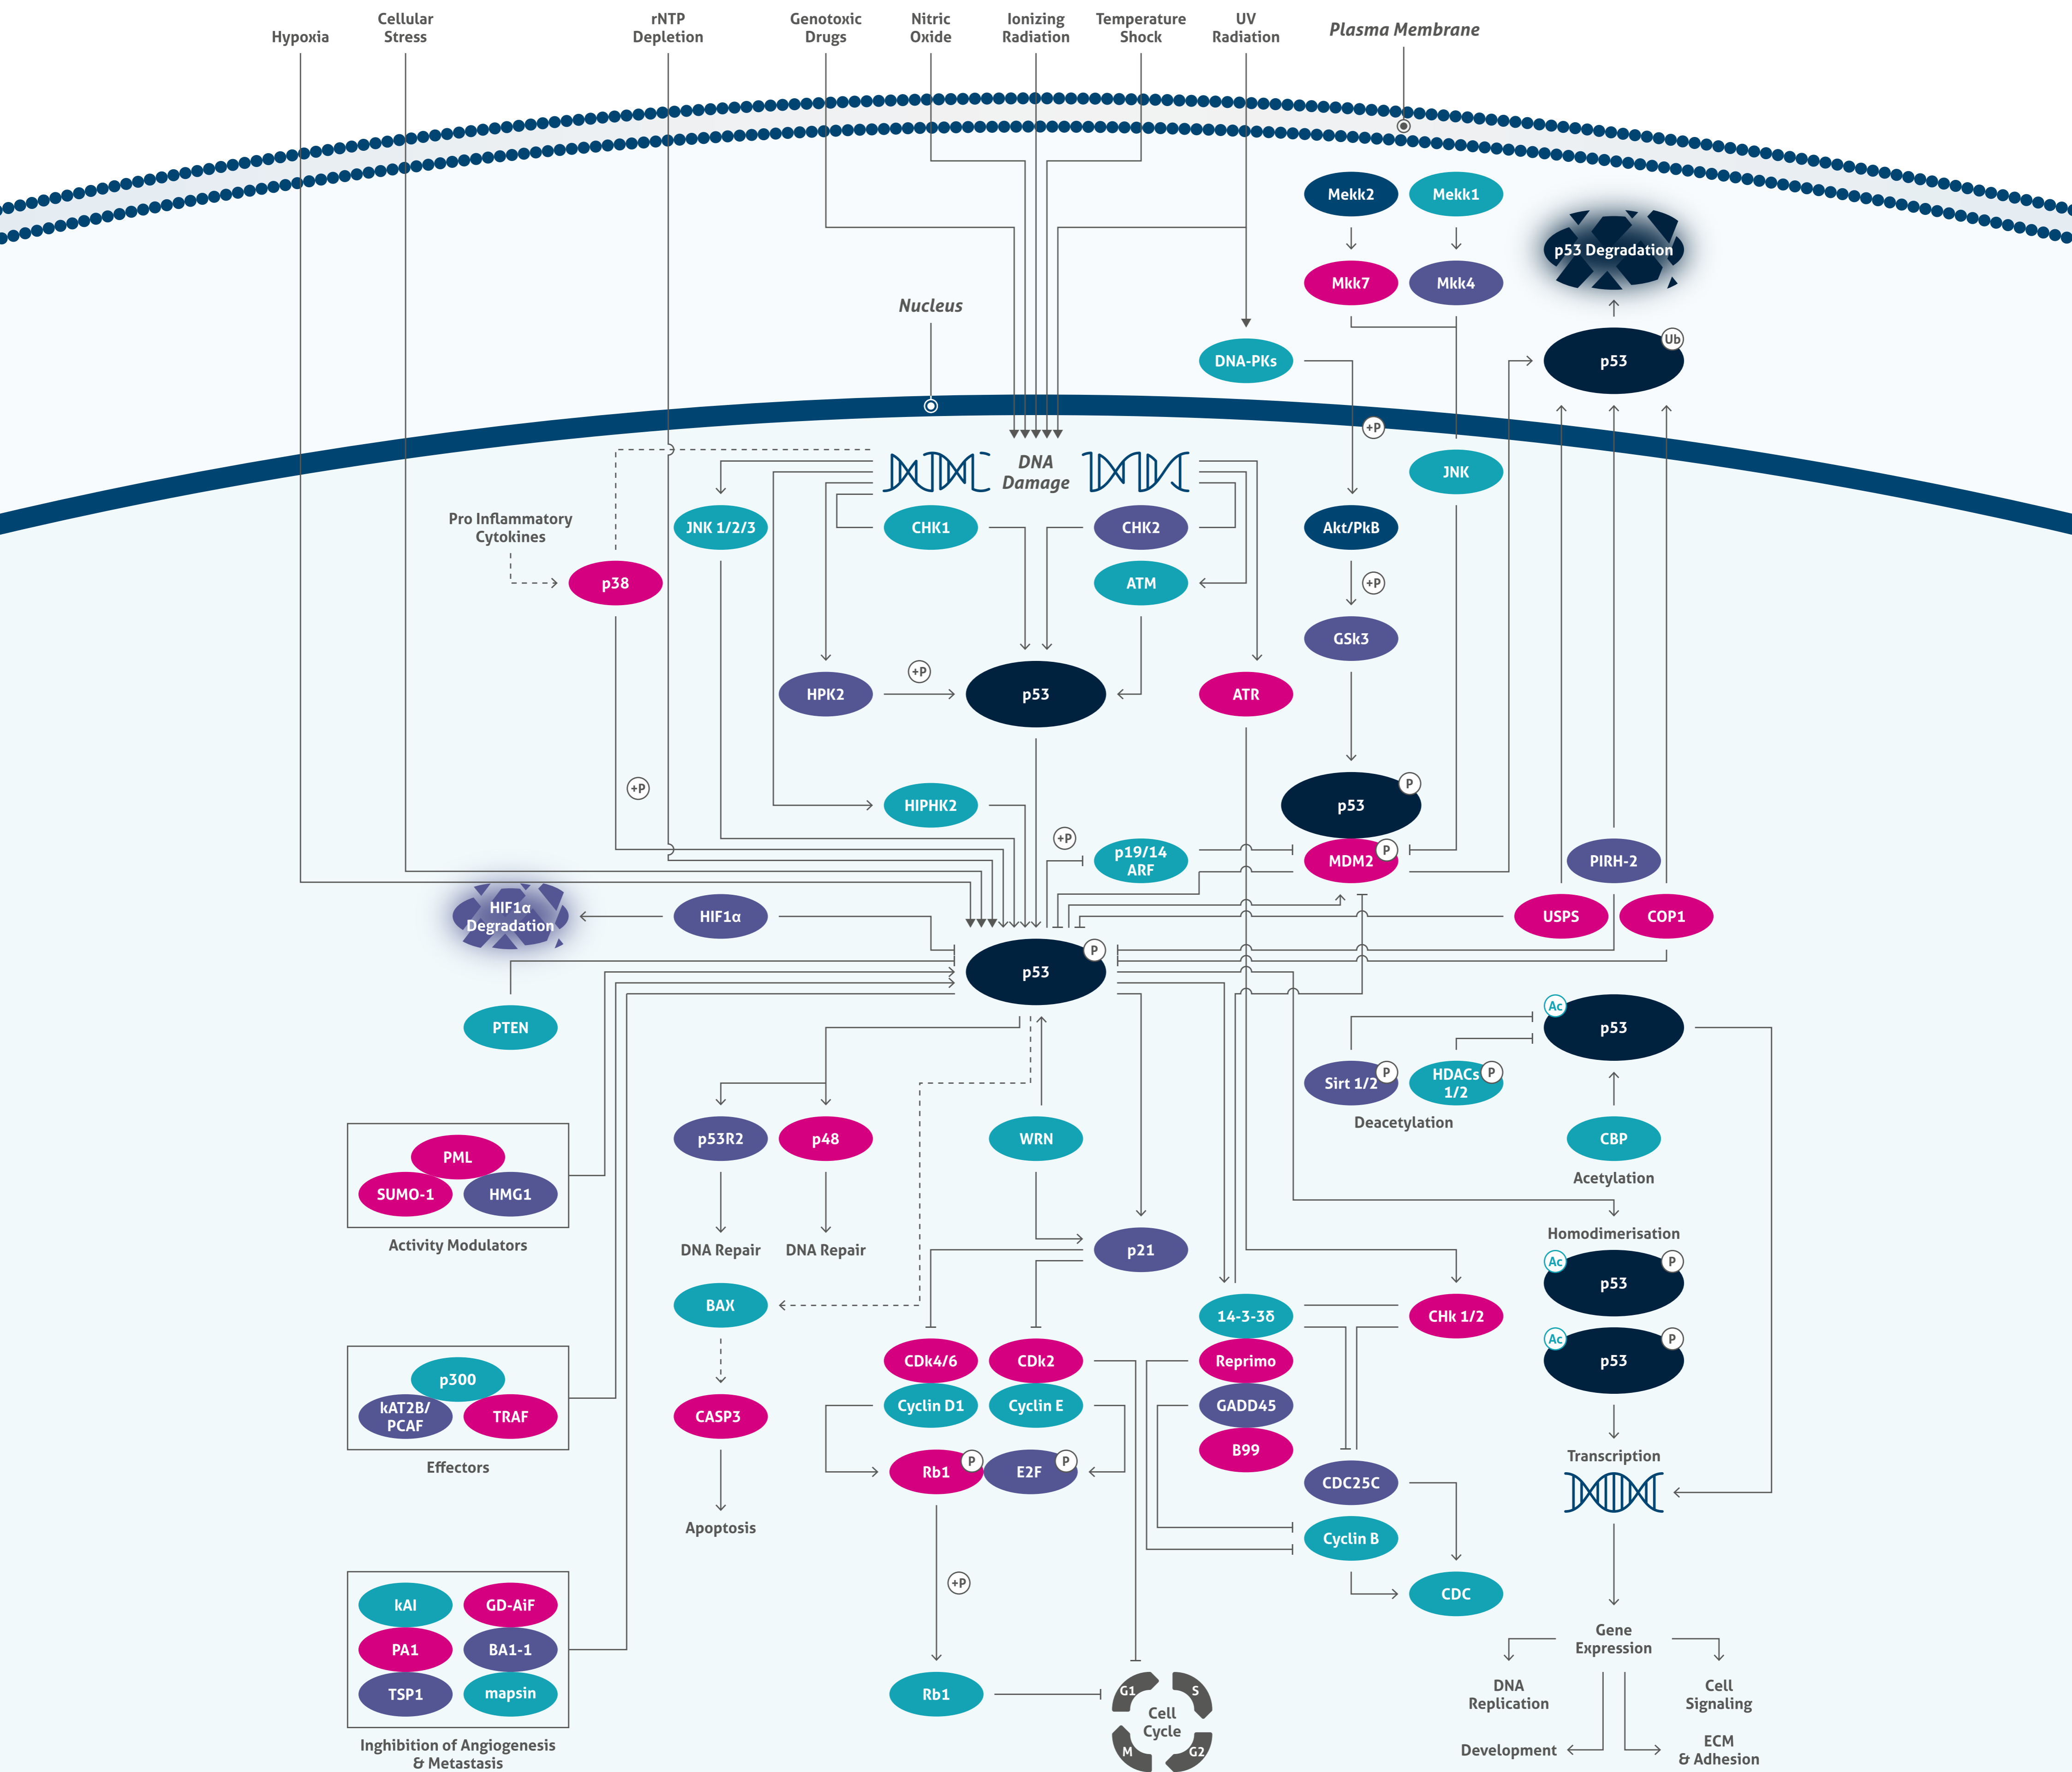 Hypoxia
Cellular
Stress
rNTP
Depletion
Genotoxic
Drugs
Nitric
Oxide
Ionizing
Radiation
Temperature
Shock
UV
Radiation
Plasma Membrane
Mekk2
Mekk1
p53 Degradation
Mkk7
Mkk4
Nucleus
DNA-PKs
p53
Ub
+P
DNA
Damage
JNK
Pro Inflammatory
Cytokines
JNK 1/2/3
CHK1
CHK2
Akt/PkB
p38
ATM
+P
GSk3
HPK2
+P
p53
ATR
+P
HIPHK2
p53
P
+P
p19/14
ARF
MDM2
P
PIRH-2
HIF1α
Degradation
HIF1α
USPS
COP1
p53
P
PTEN
Ac
p53
Sirt 1/2
P
HDACs
1/2
P
Deacetylation
p53R2
p48
WRN
CBP
Acetylation
PML
SUMO-1
HMG1
Activity Modulators
DNA Repair
DNA Repair
p21
Homodimerisation
Ac
p53
P
BAX
14-3-3δ
CHk 1/2
Ac
p53
P
p300
kAT2B/
PCAF
TRAF
Effectors
CDk4/6
CDk2
Reprimo
CASP3
Cyclin D1
Cyclin E
GADD45
B99
Transcription
Rb1
P
E2F
P
CDC25C
Apoptosis
Cyclin B
+P
CDC
kAI
GD-AiF
PA1
BA1-1
TSP1
mapsin
Inghibition of Angiogenesis
& Metastasis
Gene
Expression
Rb1
G1
S
Cell
Cycle
M
G2
DNA
Replication
Cell
Signaling
Development
ECM
& Adhesion